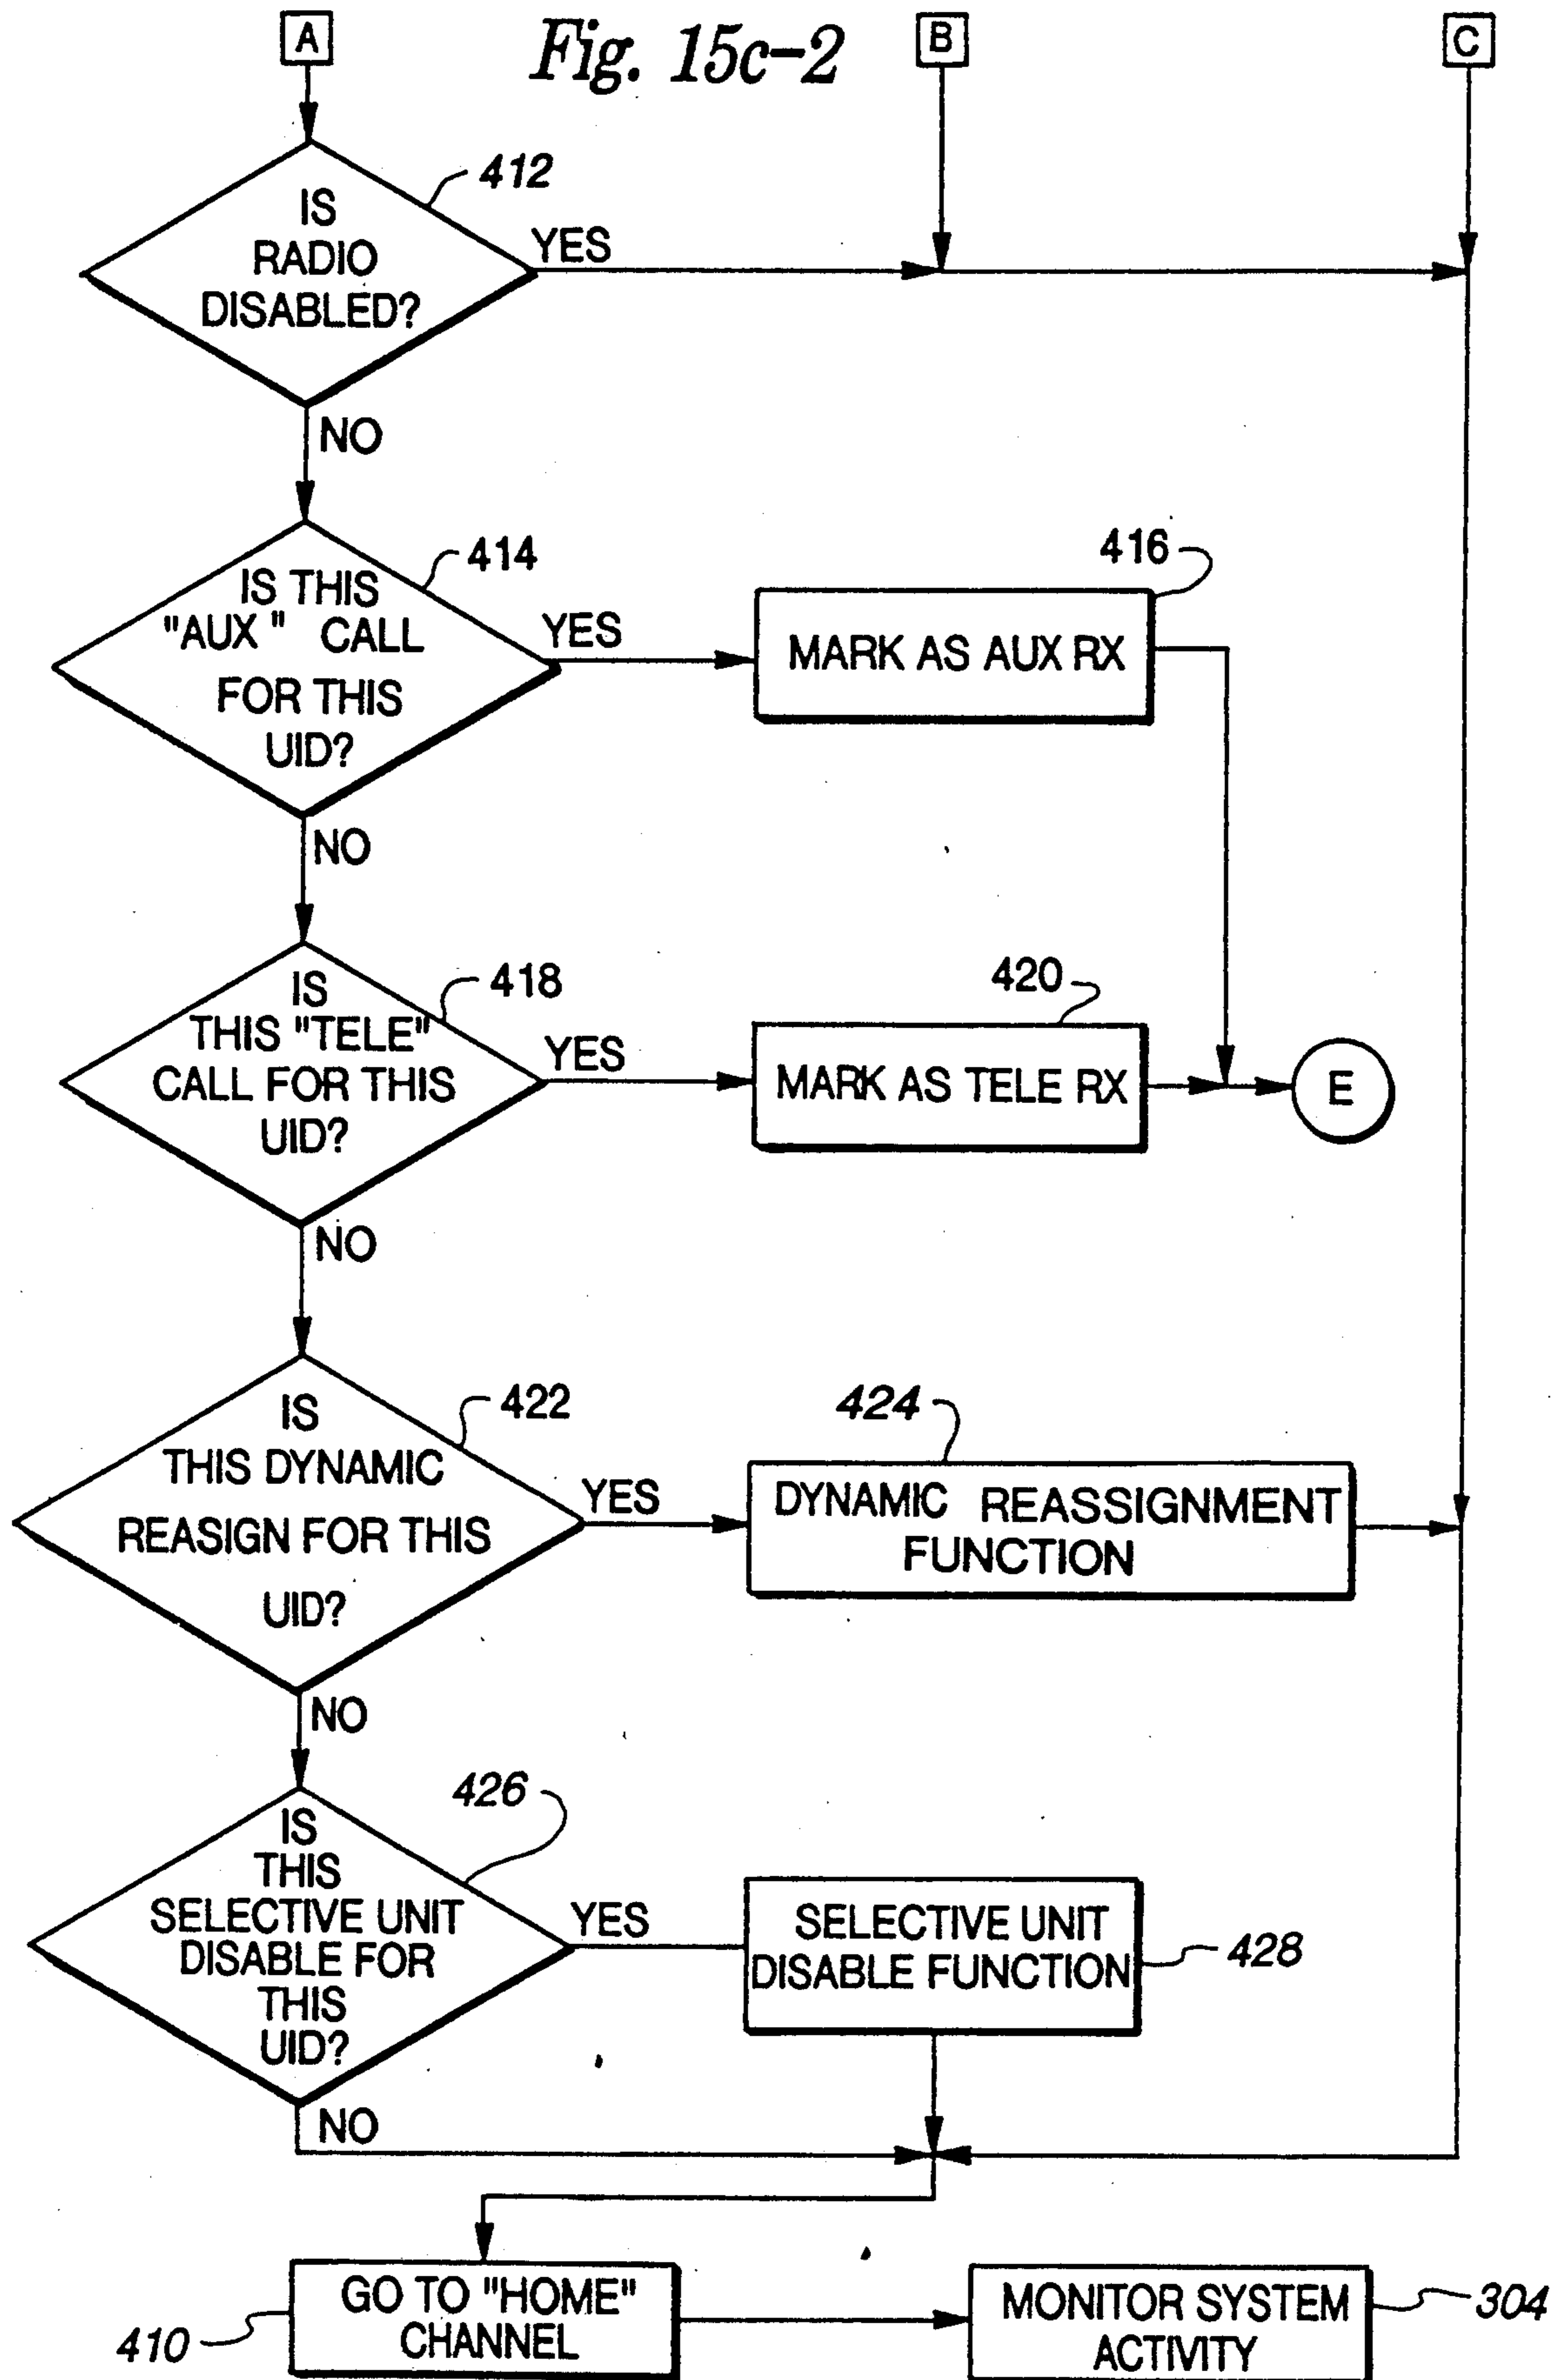 A
Fig. 15c-2
B
C
412
IS
RADIO
DISABLED?
YES
NO
414
IS THIS
"AUX " CALL
FOR THIS
UID?
YES
416
MARK AS AUX RX
NO
418
IS
THIS "TELE"
CALL FOR THIS
UID?
YES
420
MARK AS TELE RX
E
NO
422
IS
THIS DYNAMIC
REASIGN FOR THIS
UID?
YES
424
DYNAMIC REASSIGNMENT
FUNCTION
NO
426
IS
THIS
SELECTIVE UNIT
DISABLE FOR
THIS
UID?
YES
SELECTIVE UNIT
DISABLE FUNCTION
428
NO
GO TO "HOME"
CHANNEL
410
MONITOR SYSTEM
ACTIVITY
304